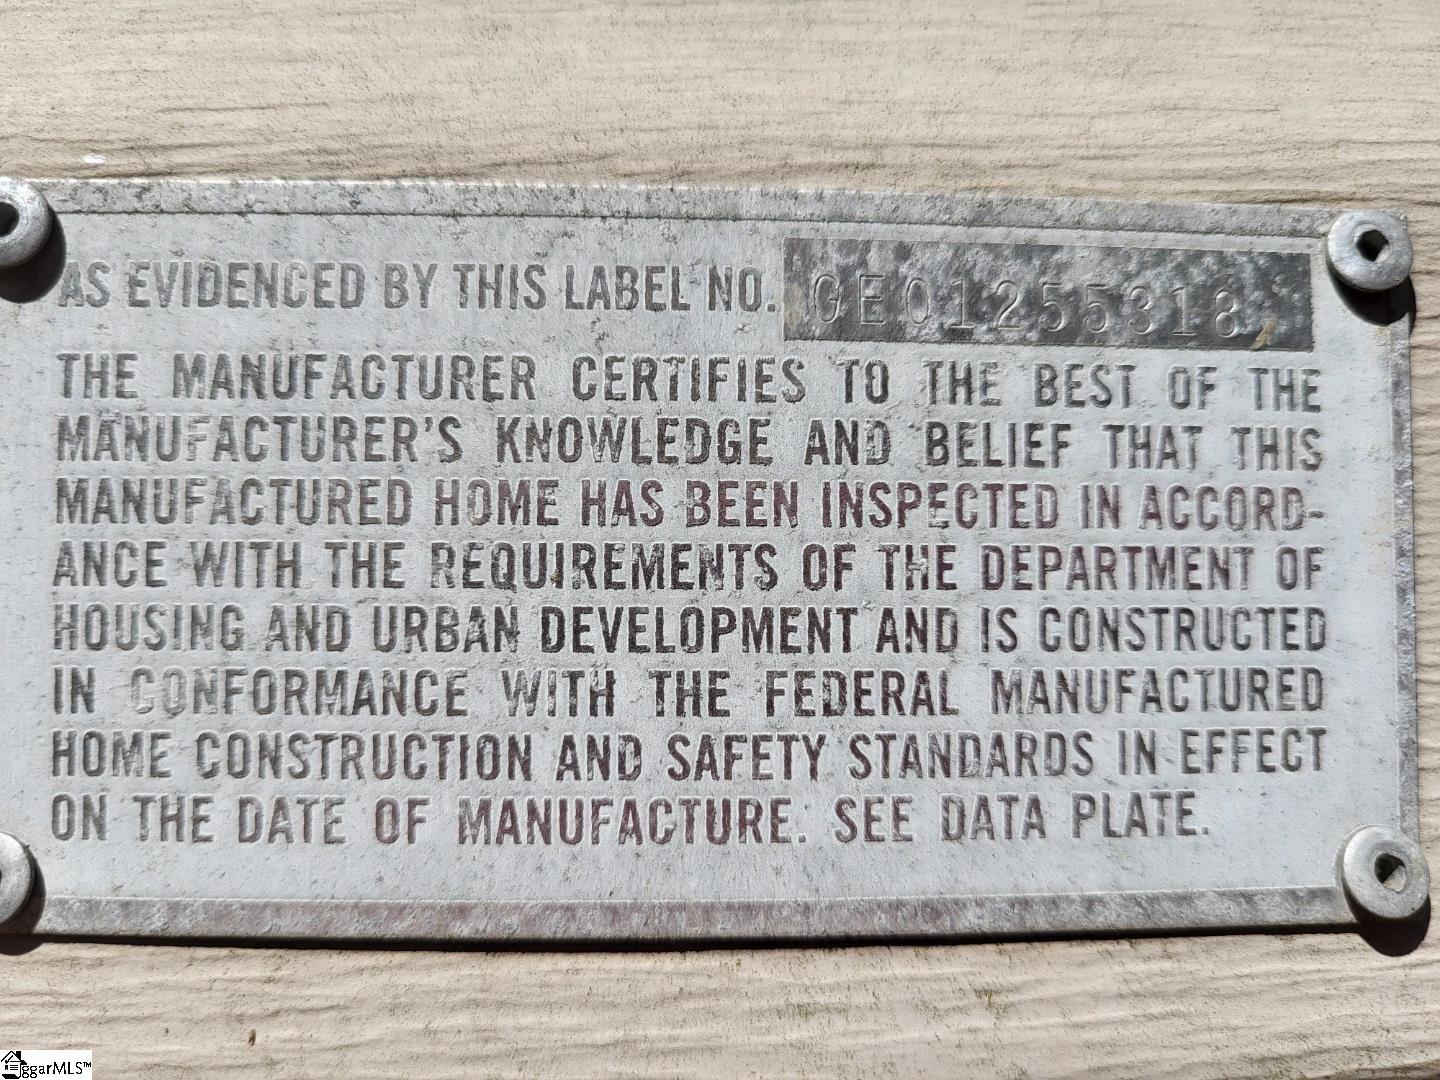 AS EVIDENCED BY THIS LABEL NO. GEO1255318
THE MANUFACTURER CERTIFIES TO THE BEST OF THE
MANUFACTURER'S KNOWLEDGE AND BELIEF THAT THIS
MANUFACTURED HOME HAS BEEN INSPECTED IN ACCORD-
ANCE WITH THE REQUIREMENTS OF THE DEPARTMENT OF
HOUSING AND URBAN DEVELOPMENT AND IS CONSTRUCTED
IN CONFORMANCE WITH THE FEDERAL MANUFACTURED
HOME CONSTRUCTION AND SAFETY STANDARDS IN EFFECT
ON THE DATE OF MANUFACTURE. SEE DATA PLATE.
ggarMLS™